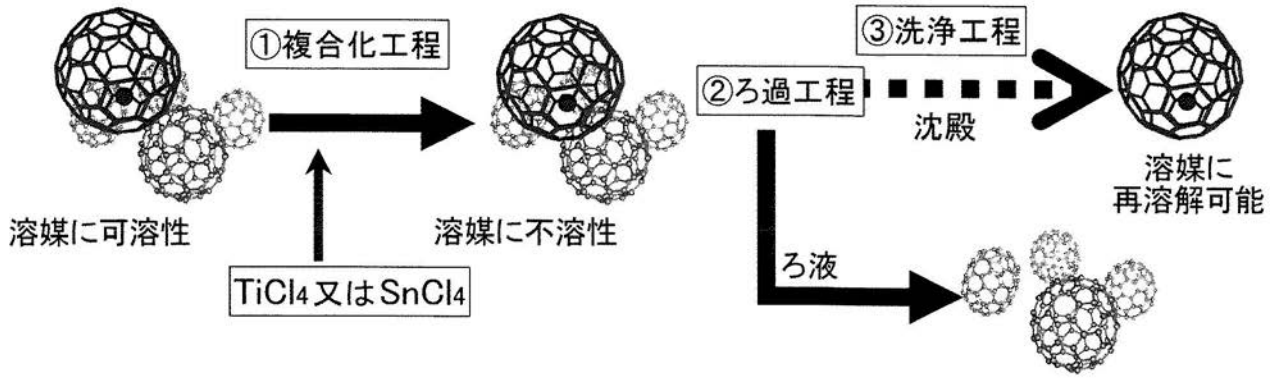 ①複合化工程
③洗浄工程
②ろ過工程
沈殿
溶媒に可溶性
溶媒に不溶性
溶媒に
再溶解可能
TiCl4又はSnCl4
ろ液